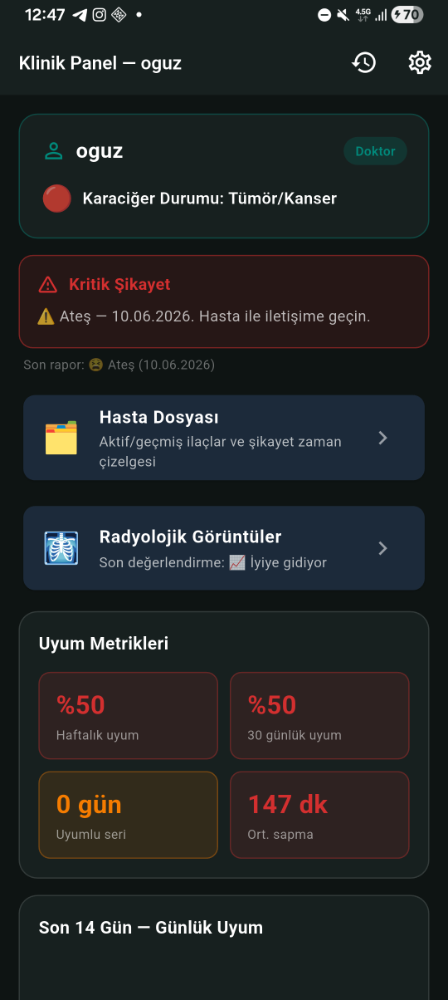 12:47
4.5G
70
Klinik Panel — oguz
oguz
Doktor
Karaciğer Durumu: Tümör/Kanser
Kritik Şikayet
⚠️ Ateş — 10.06.2026. Hasta ile iletişime geçin.
Son rapor: 😫 Ateş (10.06.2026)
Hasta Dosyası
Aktif/geçmiş ilaçlar ve şikayet zaman
çizelgesi
Radyolojik Görüntüler
Son değerlendirme: 📈 İyiye gidiyor
Uyum Metrikleri
%50
Haftalık uyum
%50
30 günlük uyum
0 gün
Uyumlu seri
147 dk
Ort. sapma
Son 14 Gün — Günlük Uyum